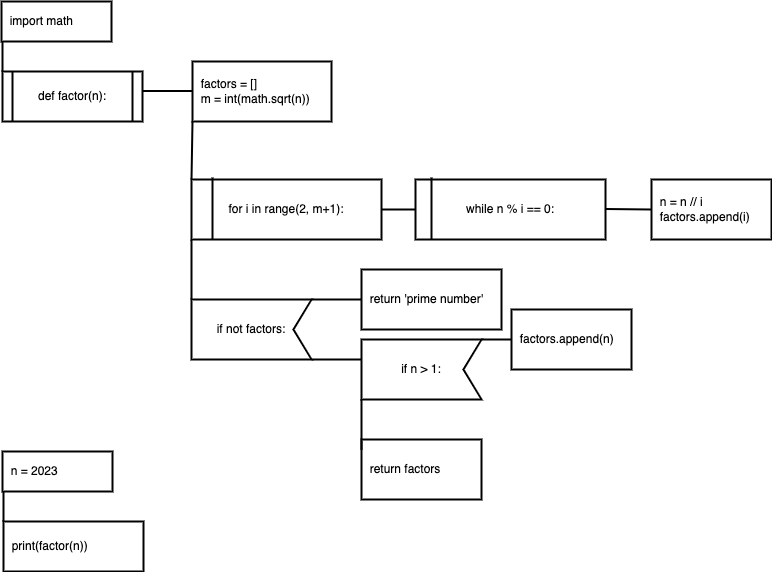 import math
def factor(n):
factors = []
m = int(math.sqrt(n))
for i in range(2, m+1):
while n % i == 0:
n = n // i
factors.append(i)
if not factors:
return 'prime number'
if n > 1:
factors.append(n)
return factors
n = 2023
print(factor(n))